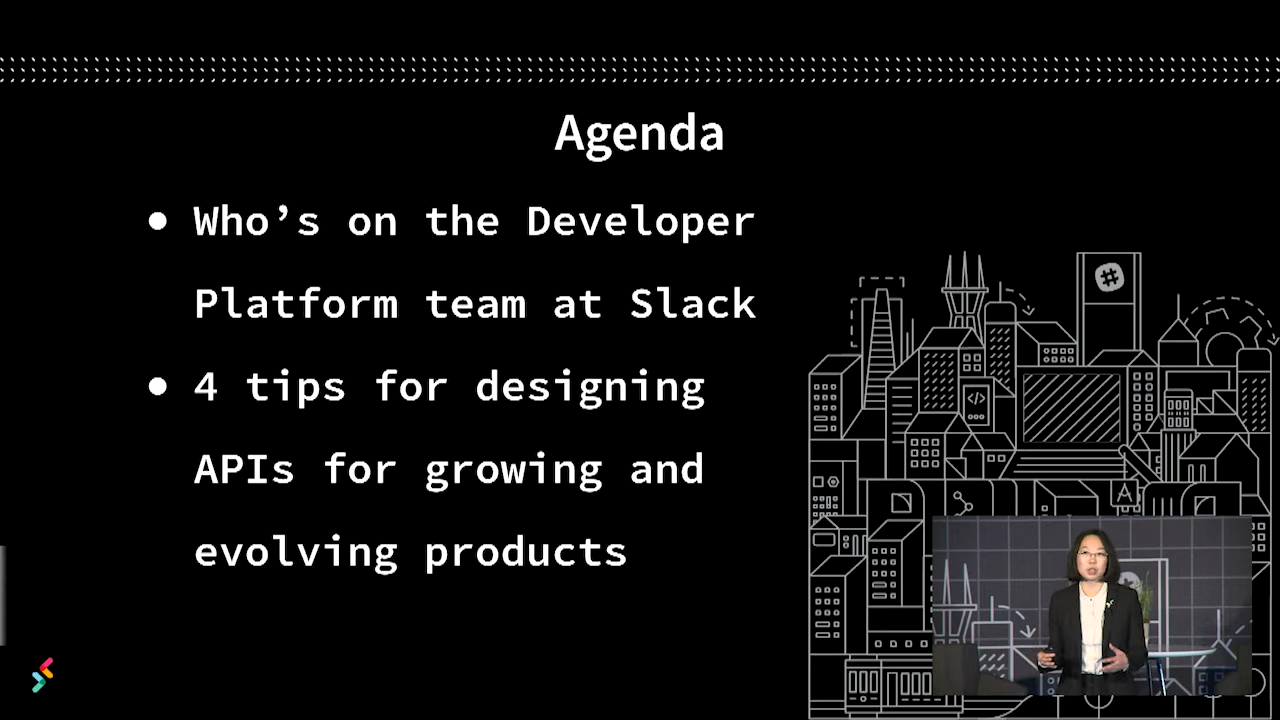 Agenda
• Who’s on the Developer
Platform team at Slack
• 4 tips for designing
APIs for growing and
evolving products